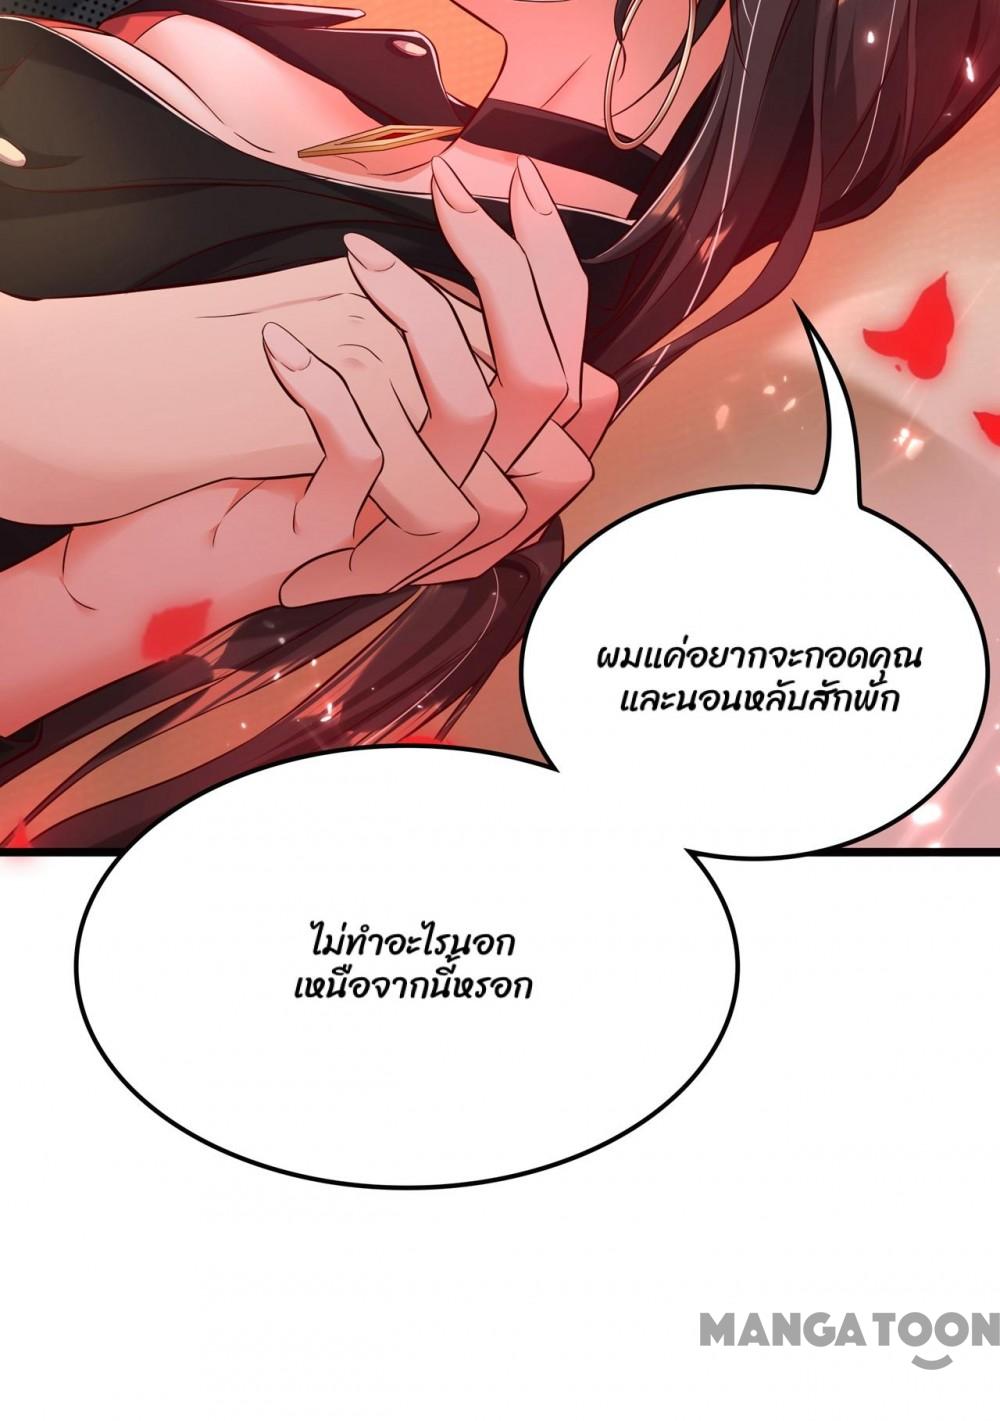 ผมแค่อยากจะกอดคุณ
และนอนหลับสักพัก
ไม่ทำอะไรนอก
เหนือจากนี้หรอก
MANGATOON